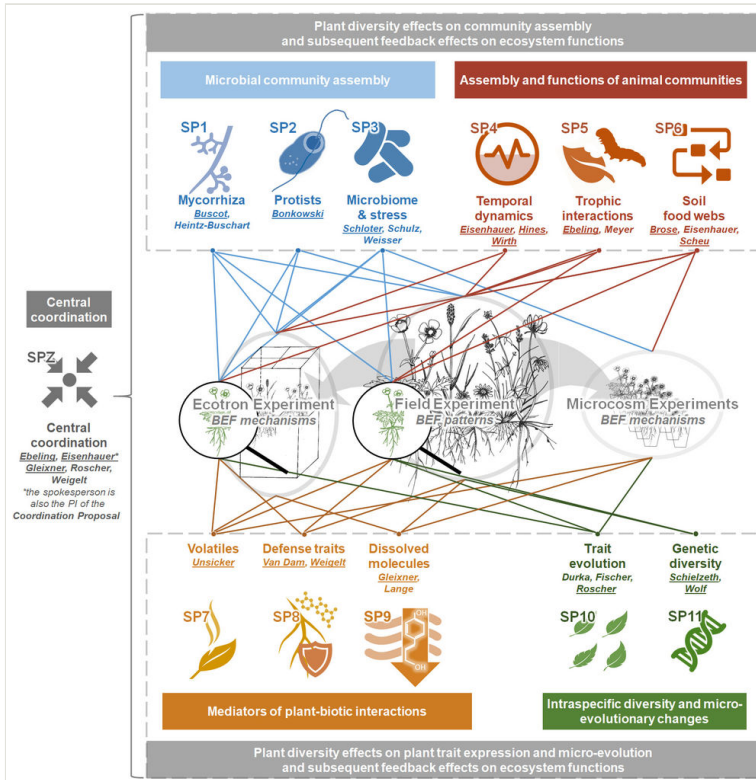 Plant diversity effects on community assembly
and subsequent feedback effects on ecosystem functions
Microbial community assembly
Assembly and functions of animal communities
SP1
SP2
SP3
SP4
SP5
SP6
Mycorrhiza
Buscot,
Heintz-Buschart
Protists
Bonkowski
Microbiome
& stress
Schloter, Schulz,
Weisser
Temporal
dynamics
Eisenhauer, Hines,
Wirth
Trophic
interactions
Ebeling, Meyer
Soil
food webs
Brose, Eisenhauer,
Scheu
Central
coordination
SPZ
Central
coordination
Ebeling, Eisenhauer*
Gleixner, Roscher,
Weigelt
*the spokesperson is
also the PI of the
Coordination Proposal
Ecotron Experiment
BEF mechanisms
Field Experiment
BEF patterns
Microcosm Experiments
BEF mechanisms
Volatiles
Unsicker
Defense traits
Van Dam, Weigelt
Dissolved
molecules
Gleixner,
Lange
Trait
evolution
Durka, Fischer,
Roscher
Genetic
diversity
Schielzeth,
Wolf
SP7
SP8
SP9
OH
OH
SP10
SP11
Mediators of plant-biotic interactions
Intraspecific diversity and micro-
evolutionary changes
Plant diversity effects on plant trait expression and micro-evolution
and subsequent feedback effects on ecosystem functions